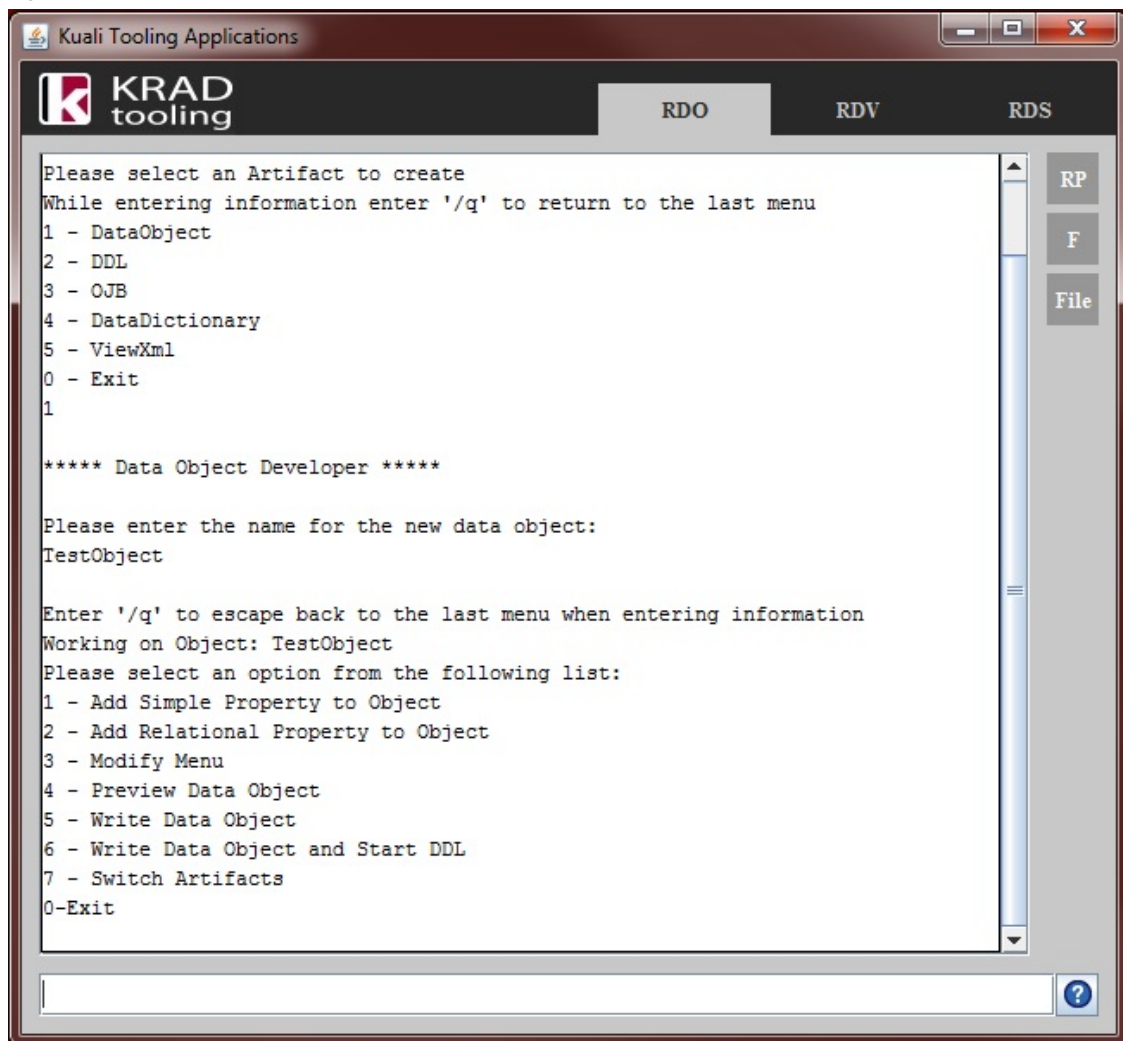 Kuali Tooling Applications
KRAD
tooling
RDO
RDV
RDS
Please select an Artifact to create
While entering information enter '/q' to return to the last menu
1 - DataObject
2 - DDL
3 - OJB
4 - DataDictionary
5 - ViewXml
0 - Exit
1
***** Data Object Developer *****
Please enter the name for the new data object:
TestObject
Enter '/q' to escape back to the last menu when entering information
Working on Object: TestObject
Please select an option from the following list:
1 - Add Simple Property to Object
2 - Add Relational Property to Object
3 - Modify Menu
4 - Preview Data Object
5 - Write Data Object
6 - Write Data Object and Start DDL
7 - Switch Artifacts
0-Exit
RP
F
File